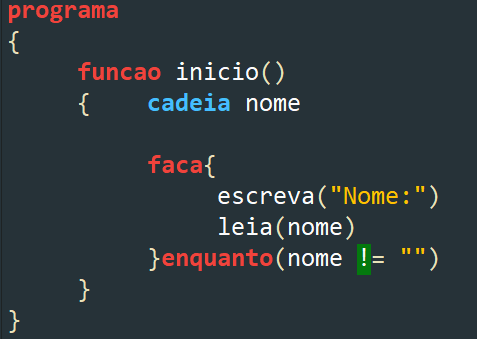 programa
{
funcao inicio()
{ cadeia nome
faca{
escreva("Nome:")
leia(nome)
}enquanto(nome != "")
}
}